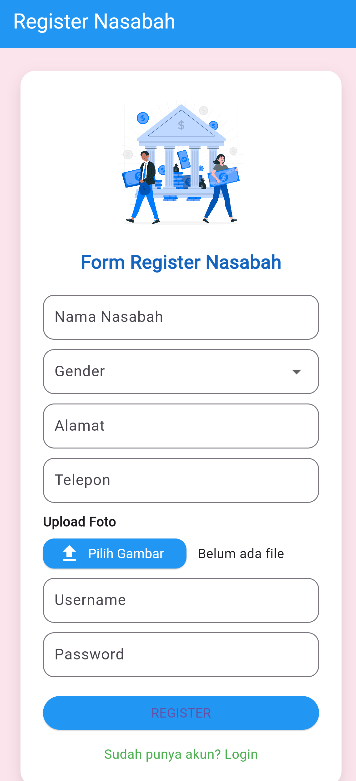 Register Nasabah
$
Form Register Nasabah
Nama Nasabah
Gender
Alamat
Telepon
Upload Foto
Pilih Gambar Belum ada file
Username
Password
REGISTER
Sudah punya akun? Login